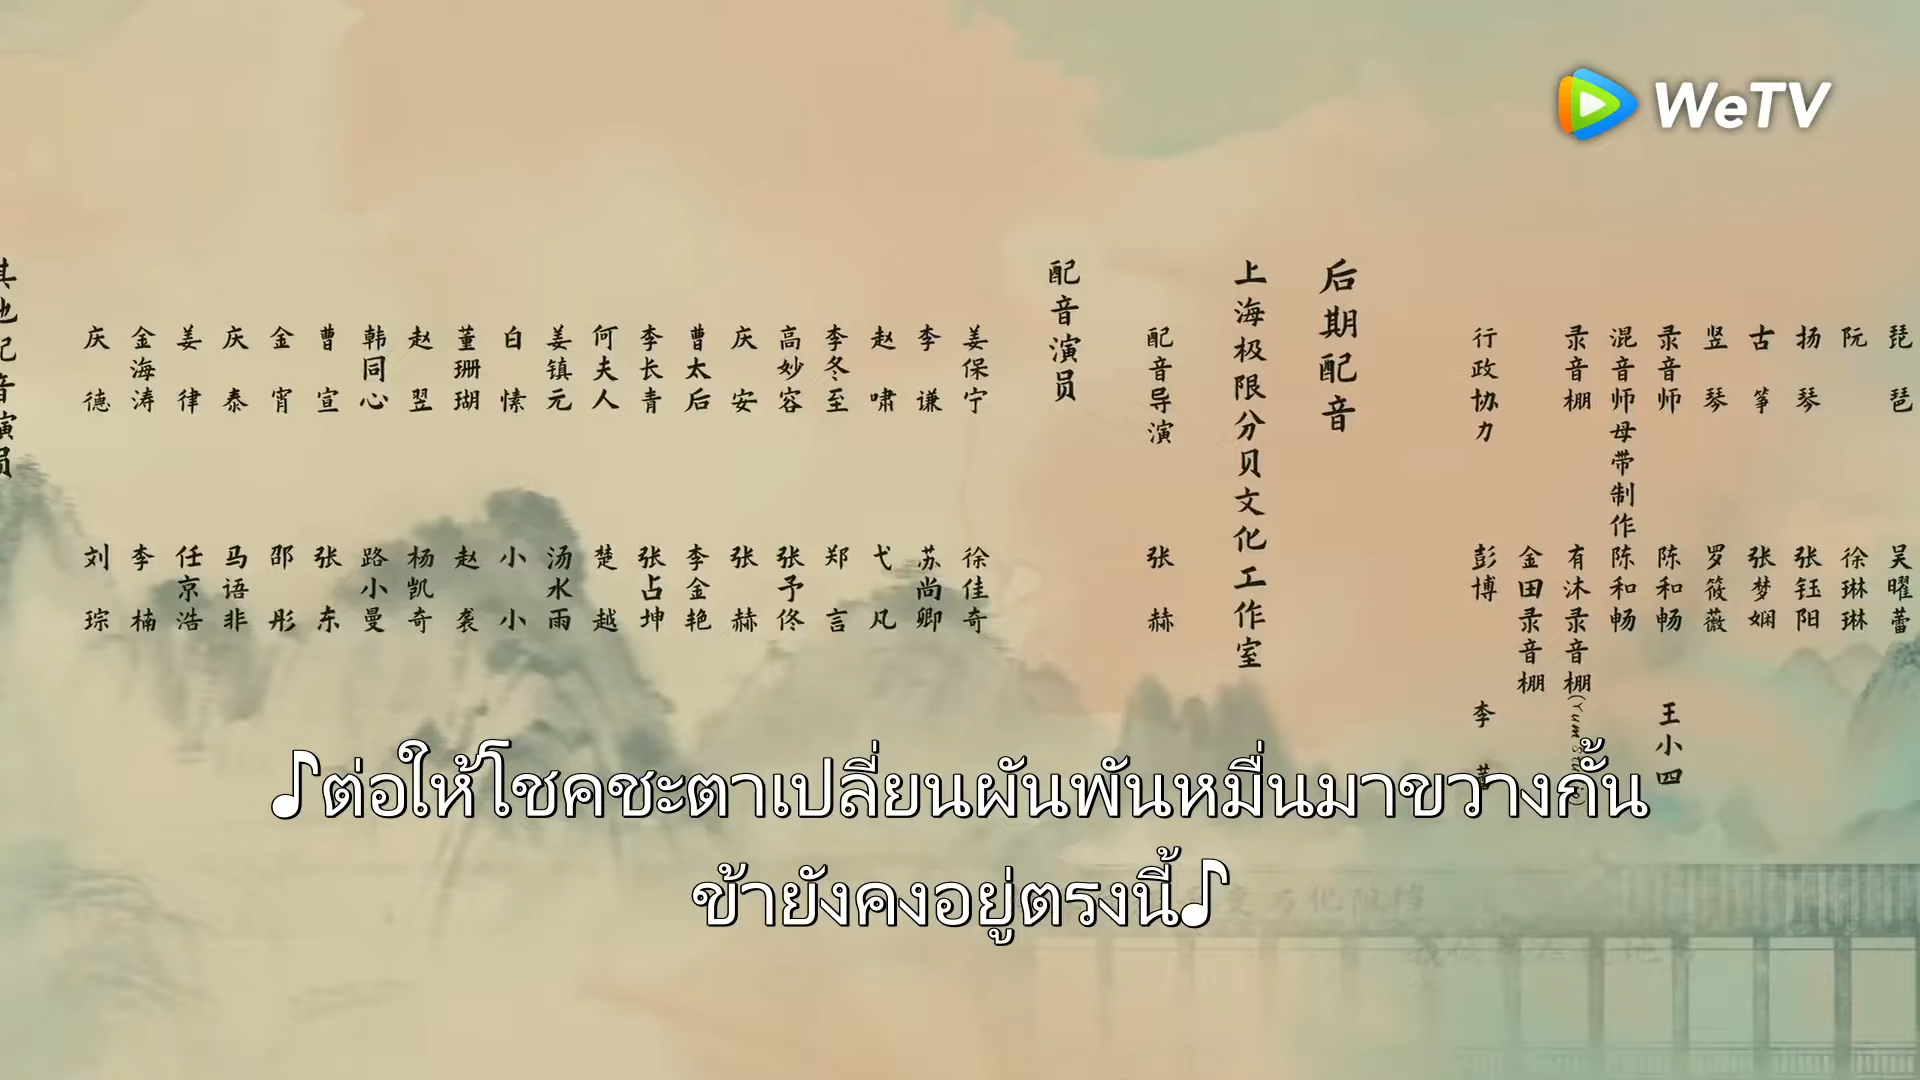 WeTV
琵琶 吴曜蕾
阮 徐琳琳
扬琴 张钰阳
古筝 张梦娴
竖琴 罗筱薇
录音师 陈和畅 王小四
混音师母带制作 陈和畅
录音棚 有沐录音棚
金田录音棚
行政协力 彭博 李
后期配音
上海极限分贝文化工作室
配音导演 张赫
配音演员
姜保宁 徐佳奇
李谦 苏尚卿
赵啸 弋凡
李冬至 郑言
高妙容 张予佟
庆安 张赫
曹太后 李金艳
李长青 张占坤
何夫人 楚越
姜镇元 汤水雨
白愫 小小
董珊瑚 赵袭
赵翌 杨凯奇
韩同心 路小曼
曹宣 张东
金宵 邵彤
庆泰 马语非
姜律 任京浩
金海涛 李楠
庆德 刘琮
其他配音演员
♪ต่อให้โชคชะตาเปลี่ยนผันพันหมื่นมาขวางกั้น
ข้ายังคงอยู่ตรงนี้♪